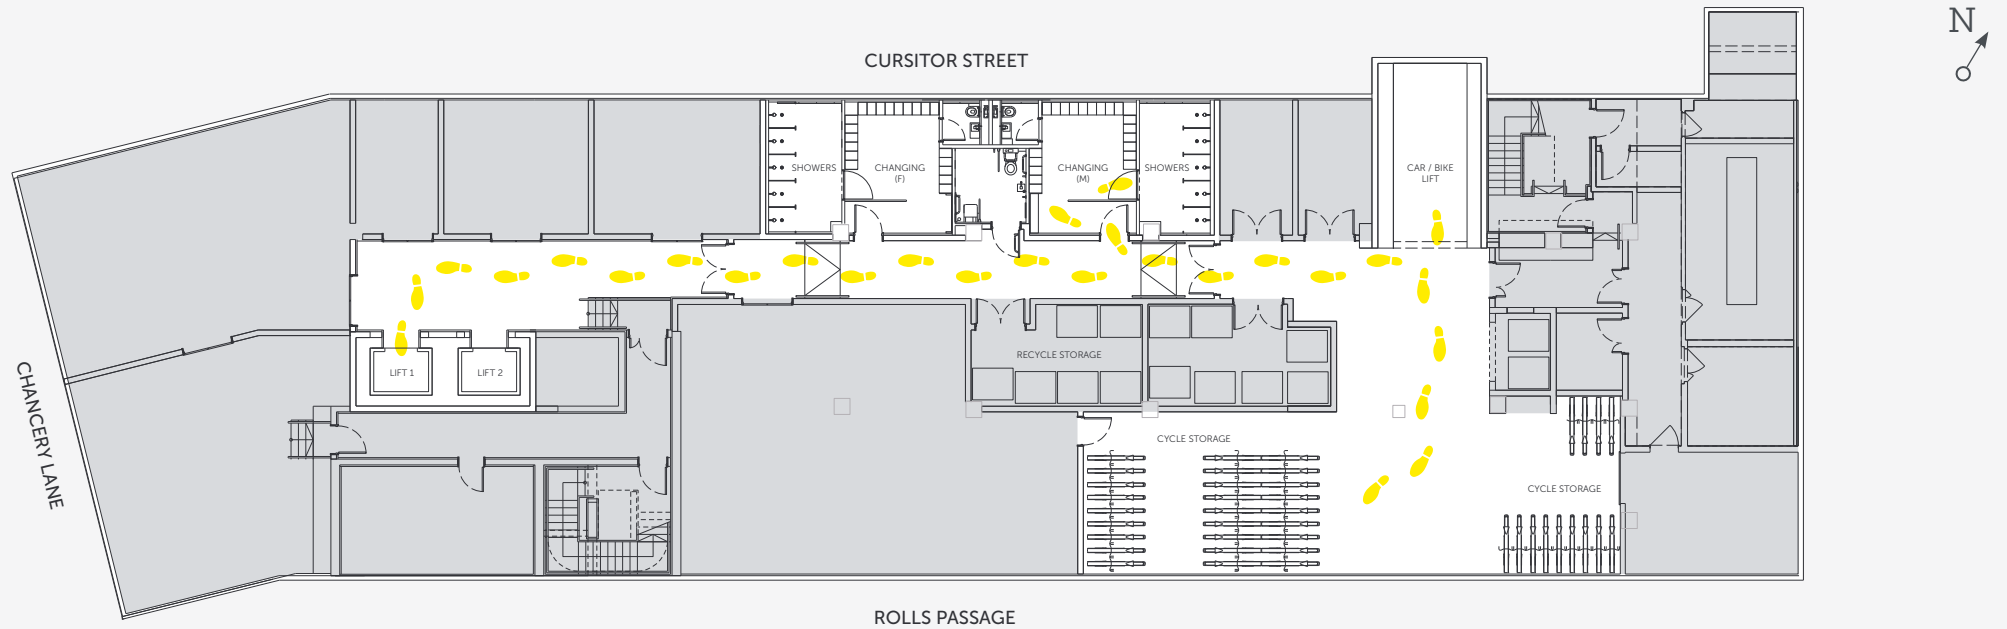 N
CURSITOR STREET
SHOWERS
CHANGING
(F)
CHANGING
(M)
SHOWERS
CAR / BIKE
LIFT
RECYCLE STORAGE
LIFT 1
LIFT 2
CHANCERY LANE
CYCLE STORAGE
CYCLE STORAGE
ROLLS PASSAGE